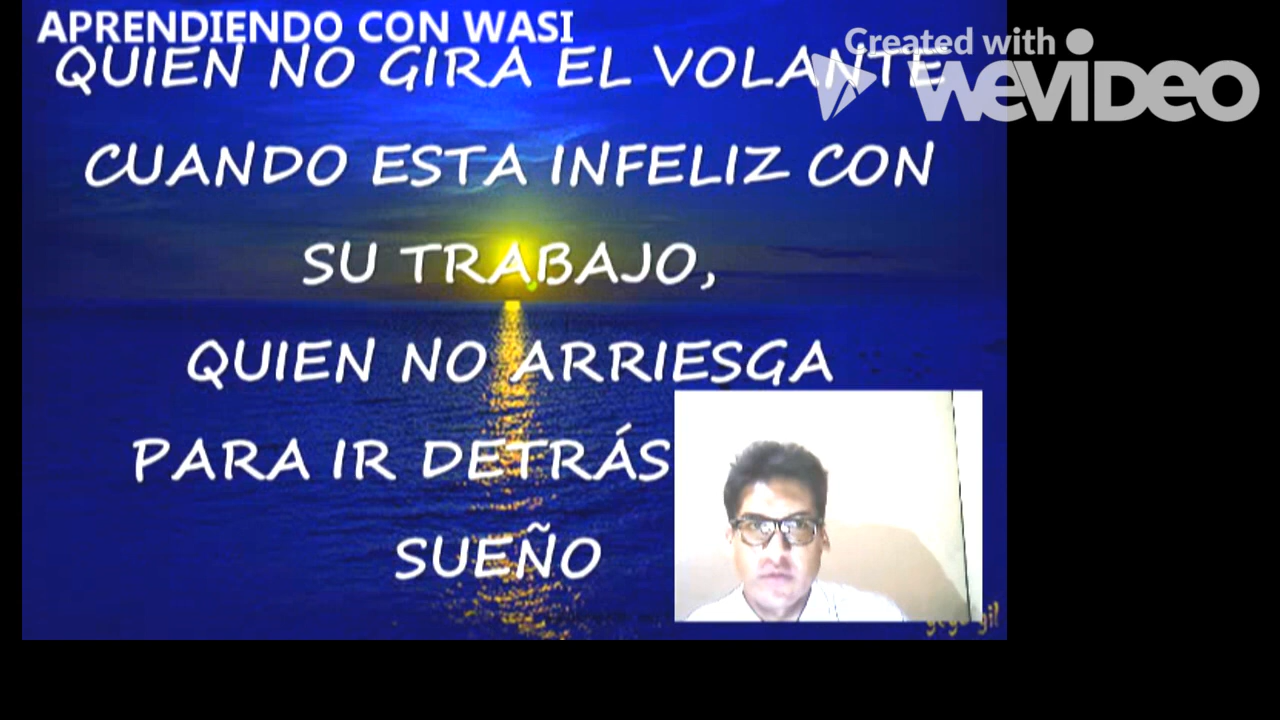 APRENDIENDO CON WASI
Created with
WEVIDEO
QUIEN NO GIRA EL VOLANTE
CUANDO ESTA INFELIZ CON
SU TRABAJO,
QUIEN NO ARRIESGA
PARA IR DETRÁS
SUEÑO